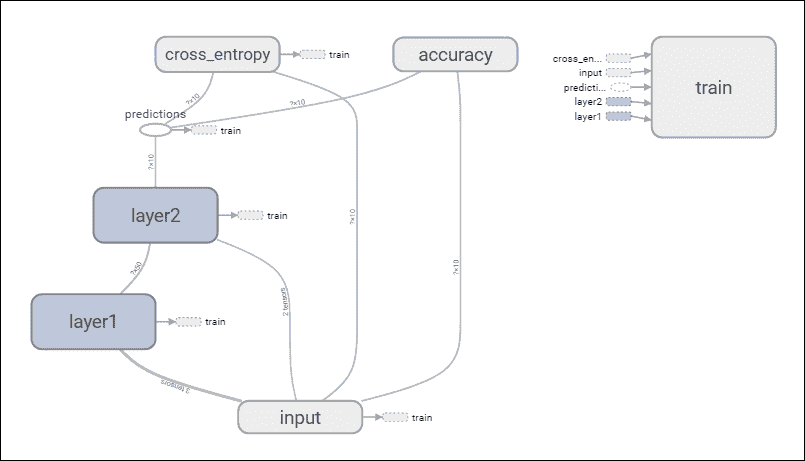 cross_entropy
train
accuracy
?×10
?×10
predictions
train
?×10
layer2
train
?×10
?×10
?×50
2 tensors
layer1
train
3 tensors
input
train
cross_en...
input
predicti...
layer2
layer1
train